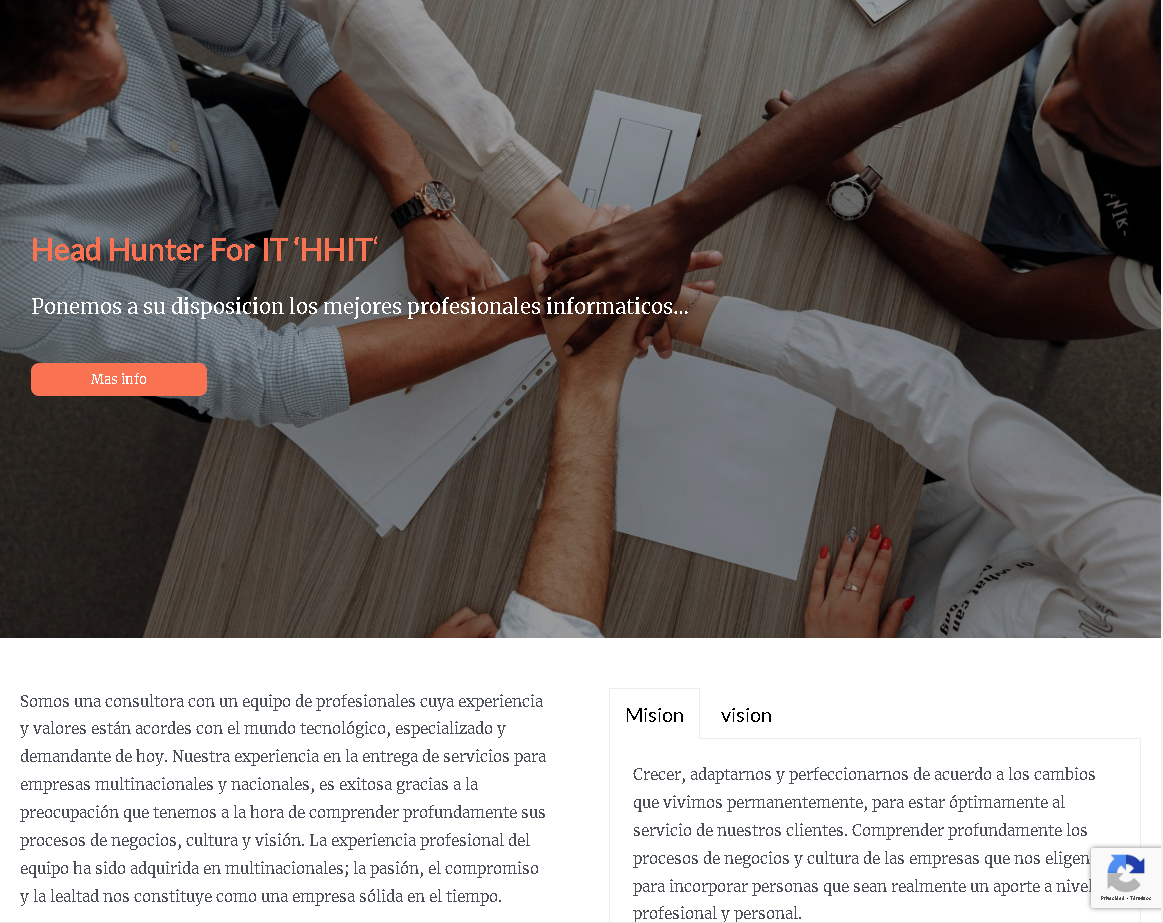 Head Hunter For IT ‘HHIT‘
Ponemos a su disposicion los mejores profesionales informaticos...
Mas info
Somos una consultora con un equipo de profesionales cuya experiencia
y valores están acordes con el mundo tecnológico, especializado y
demandante de hoy. Nuestra experiencia en la entrega de servicios para
empresas multinacionales y nacionales, es exitosa gracias a la
preocupación que tenemos a la hora de comprender profundamente sus
procesos de negocios, cultura y visión. La experiencia profesional del
equipo ha sido adquirida en multinacionales; la pasión, el compromiso
y la lealtad nos constituye como una empresa sólida en el tiempo.
Mision
vision
Crecer, adaptarnos y perfeccionarnos de acuerdo a los cambios
que vivimos permanentemente, para estar óptimamente al
servicio de nuestros clientes. Comprender profundamente los
procesos de negocios y cultura de las empresas que nos eligen
para incorporar personas que sean realmente un aporte a nivel
profesional y personal.
Privacidad - Términos